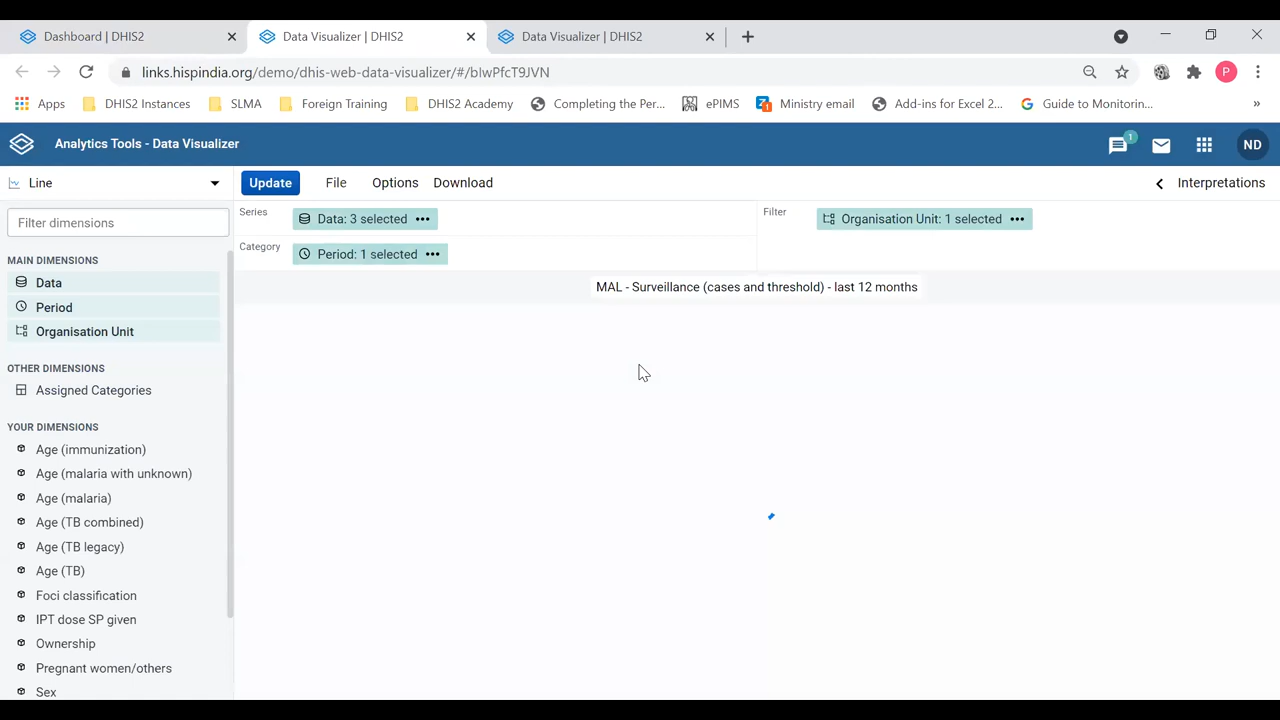 Dashboard | DHIS2
Data Visualizer | DHIS2
Data Visualizer | DHIS2
links.hispindia.org/demo/dhis-web-data-visualizer/#/bIwPfcT9JVN
P
Apps
DHIS2 Instances
SLMA
Foreign Training
DHIS2 Academy
Completing the Per...
ePIMS
Ministry email
Add-ins for Excel 2...
Guide to Monitorin...
»
Analytics Tools - Data Visualizer
1
ND
Line
Update
File
Options
Download
Interpretations
Filter dimensions
Series
Data: 3 selected
Filter
Organisation Unit: 1 selected
Category
Period: 1 selected
MAIN DIMENSIONS
Data
Period
Organisation Unit
MAL - Surveillance (cases and threshold) - last 12 months
OTHER DIMENSIONS
Assigned Categories
YOUR DIMENSIONS
Age (immunization)
Age (malaria with unknown)
Age (malaria)
Age (TB combined)
Age (TB legacy)
Age (TB)
Foci classification
IPT dose SP given
Ownership
Pregnant women/others
Sex